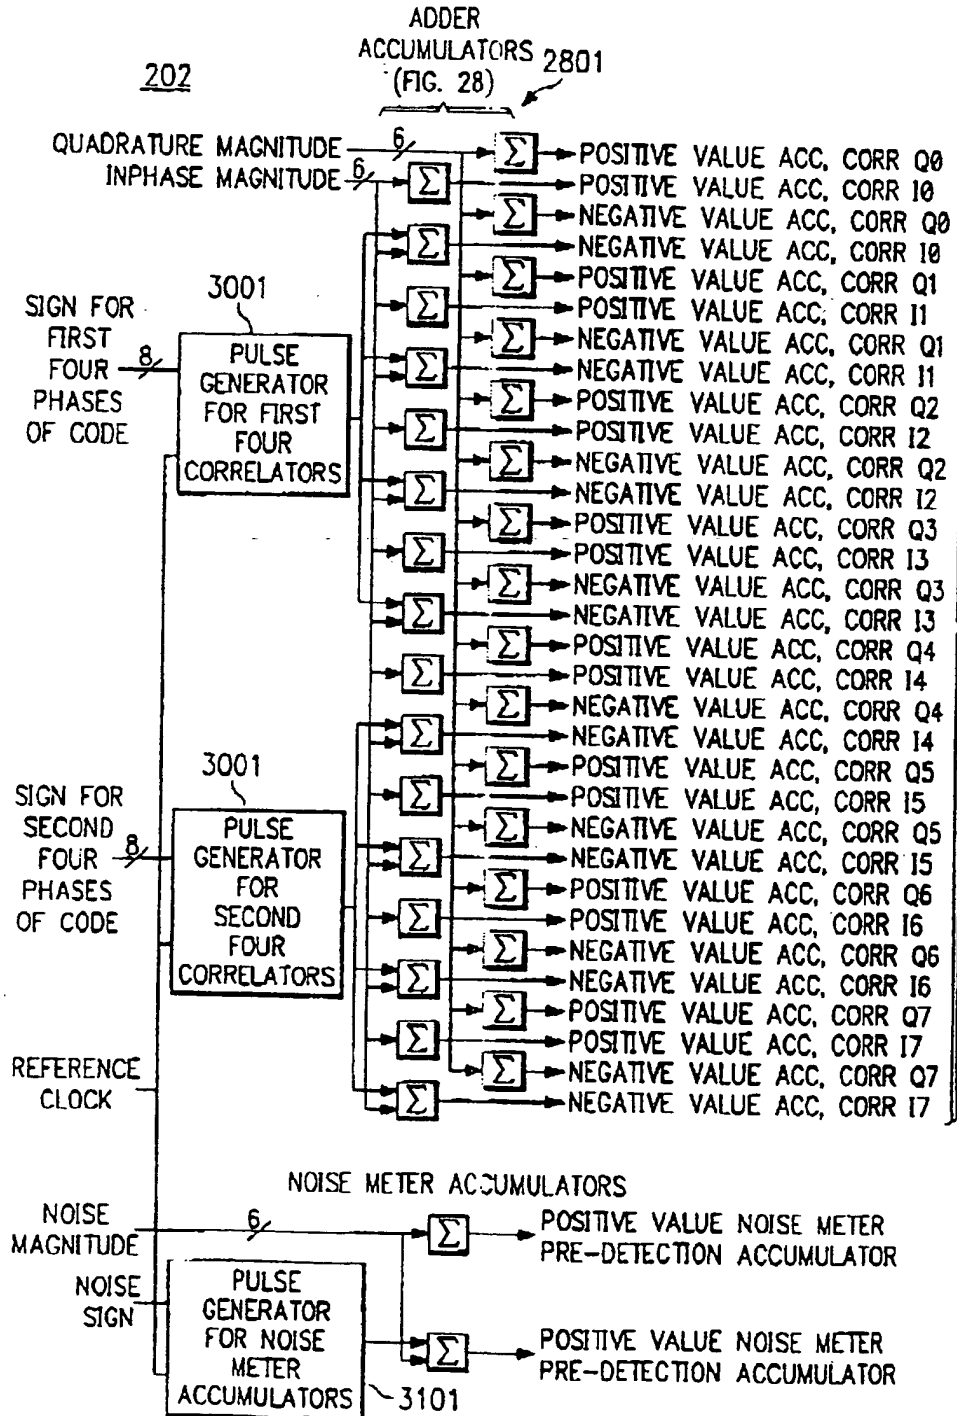 ADDER
ACCUMULATORS
(FIG. 28)
2801
202
QUADRATURE MAGNITUDE
6
INPHASE MAGNITUDE
6
Σ
POSITIVE VALUE ACC, CORR Q0
Σ
POSITIVE VALUE ACC, CORR I0
Σ
NEGATIVE VALUE ACC, CORR Q0
Σ
NEGATIVE VALUE ACC, CORR I0
Σ
POSITIVE VALUE ACC, CORR Q1
Σ
POSITIVE VALUE ACC, CORR I1
Σ
NEGATIVE VALUE ACC, CORR Q1
Σ
NEGATIVE VALUE ACC, CORR I1
Σ
POSITIVE VALUE ACC, CORR Q2
Σ
POSITIVE VALUE ACC, CORR I2
Σ
NEGATIVE VALUE ACC, CORR Q2
Σ
NEGATIVE VALUE ACC, CORR I2
Σ
POSITIVE VALUE ACC, CORR Q3
Σ
POSITIVE VALUE ACC, CORR I3
Σ
NEGATIVE VALUE ACC, CORR Q3
Σ
NEGATIVE VALUE ACC, CORR I3
Σ
POSITIVE VALUE ACC, CORR Q4
Σ
POSITIVE VALUE ACC, CORR I4
Σ
NEGATIVE VALUE ACC, CORR Q4
Σ
NEGATIVE VALUE ACC, CORR I4
Σ
POSITIVE VALUE ACC, CORR Q5
Σ
POSITIVE VALUE ACC, CORR I5
Σ
NEGATIVE VALUE ACC, CORR Q5
Σ
NEGATIVE VALUE ACC, CORR I5
Σ
POSITIVE VALUE ACC, CORR Q6
Σ
POSITIVE VALUE ACC, CORR I6
Σ
NEGATIVE VALUE ACC, CORR Q6
Σ
NEGATIVE VALUE ACC, CORR I6
Σ
POSITIVE VALUE ACC, CORR Q7
Σ
POSITIVE VALUE ACC, CORR I7
Σ
NEGATIVE VALUE ACC, CORR Q7
Σ
NEGATIVE VALUE ACC, CORR I7
SIGN FOR
FIRST
FOUR
PHASES
OF CODE
8
3001
PULSE
GENERATOR
FOR FIRST
FOUR
CORRELATORS
SIGN FOR
SECOND
FOUR
PHASES
OF CODE
8
3001
PULSE
GENERATOR
FOR
SECOND
FOUR
CORRELATORS
REFERENCE
CLOCK
NOISE METER ACCUMULATORS
NOISE
MAGNITUDE
6
Σ
POSITIVE VALUE NOISE METER
PRE-DETECTION ACCUMULATOR
NOISE
SIGN
PULSE
GENERATOR
FOR NOISE
METER
ACCUMULATORS
3101
Σ
POSITIVE VALUE NOISE METER
PRE-DETECTION ACCUMULATOR